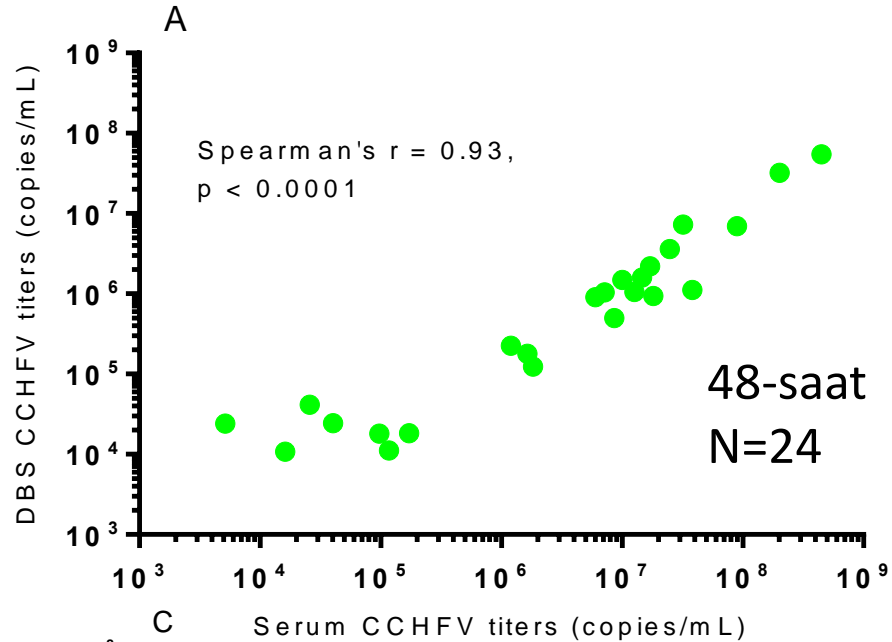 A
DBS CCHFV titers (copies/mL)
10⁹
10⁸
10⁷
10⁶
10⁵
10⁴
10³
Spearman's r = 0.93,
p < 0.0001
48-saat
N=24
10³ 10⁴ 10⁵ 10⁶ 10⁷ 10⁸ 10⁹
C
Serum CCHFV titers (copies/mL)